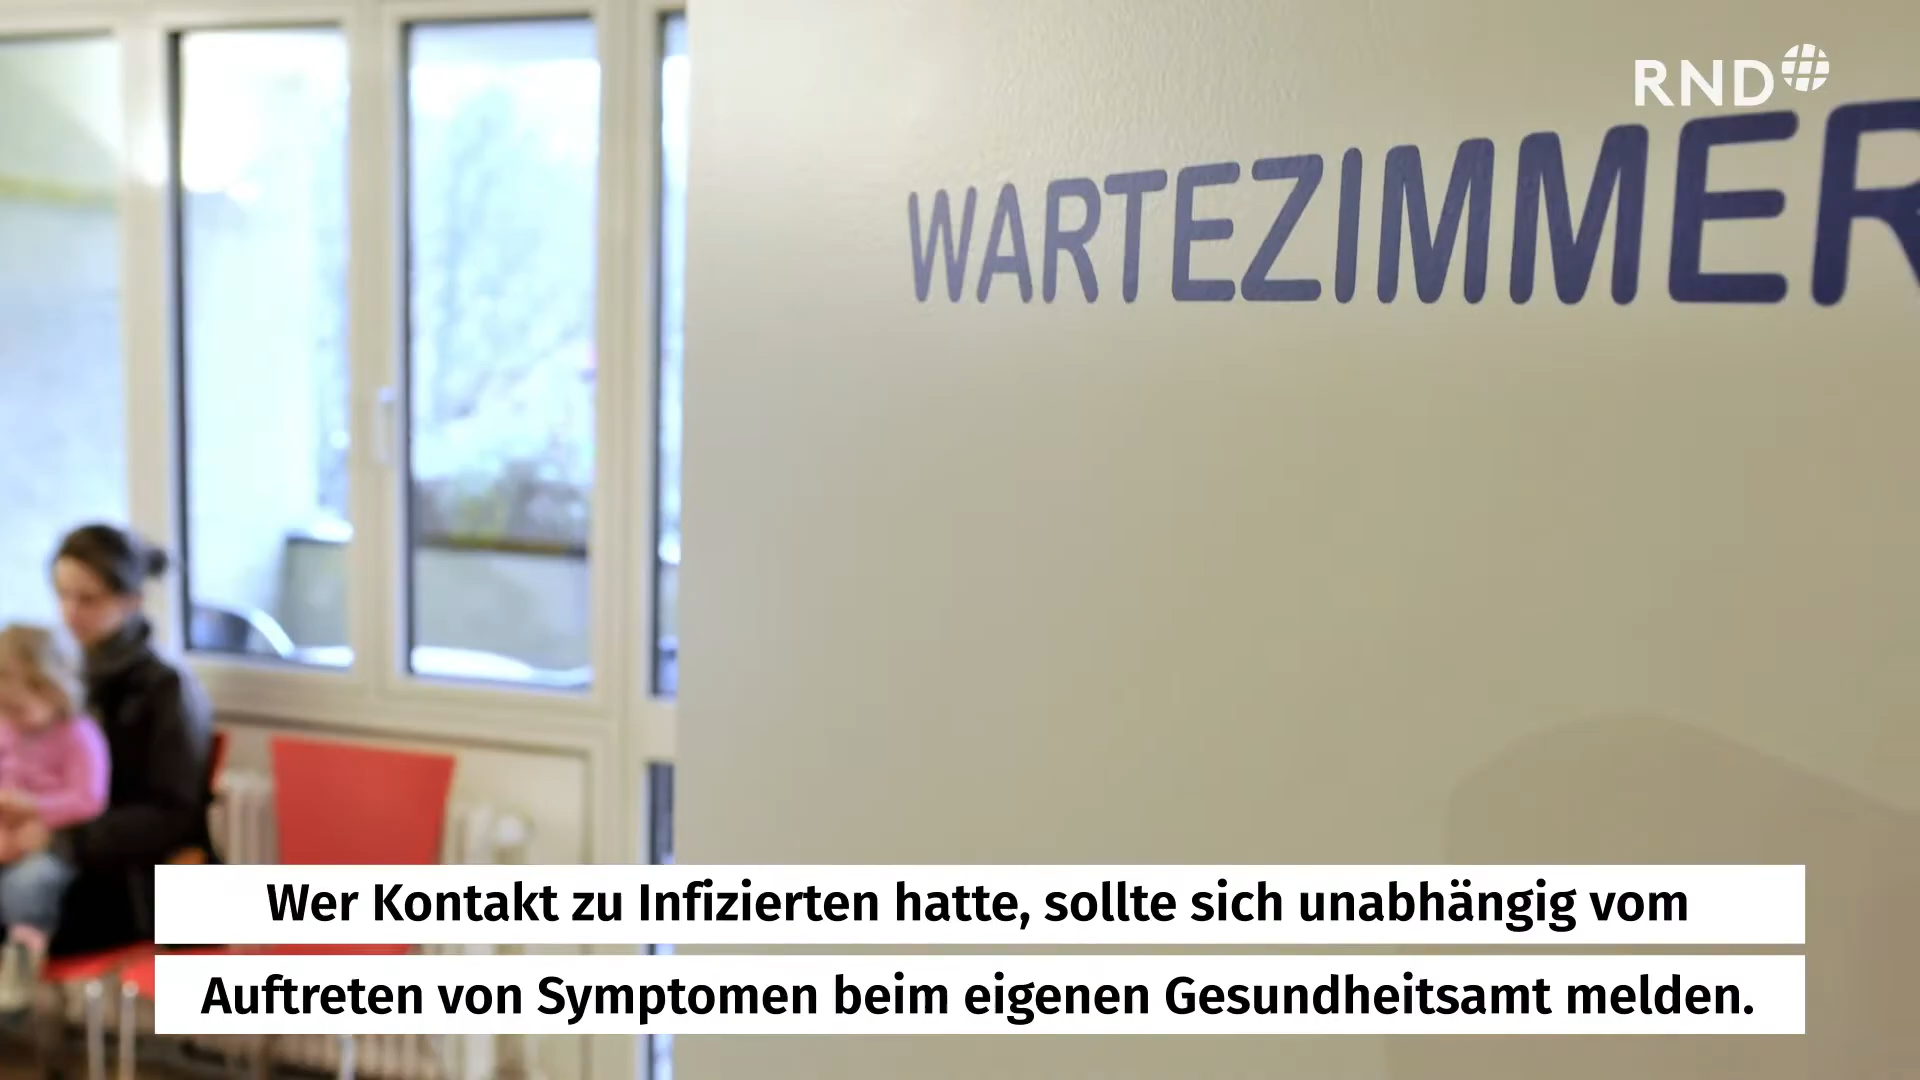 RND
WARTEZIMMER
Wer Kontakt zu Infizierten hatte, sollte sich unabhängig vom
Auftreten von Symptomen beim eigenen Gesundheitsamt melden.